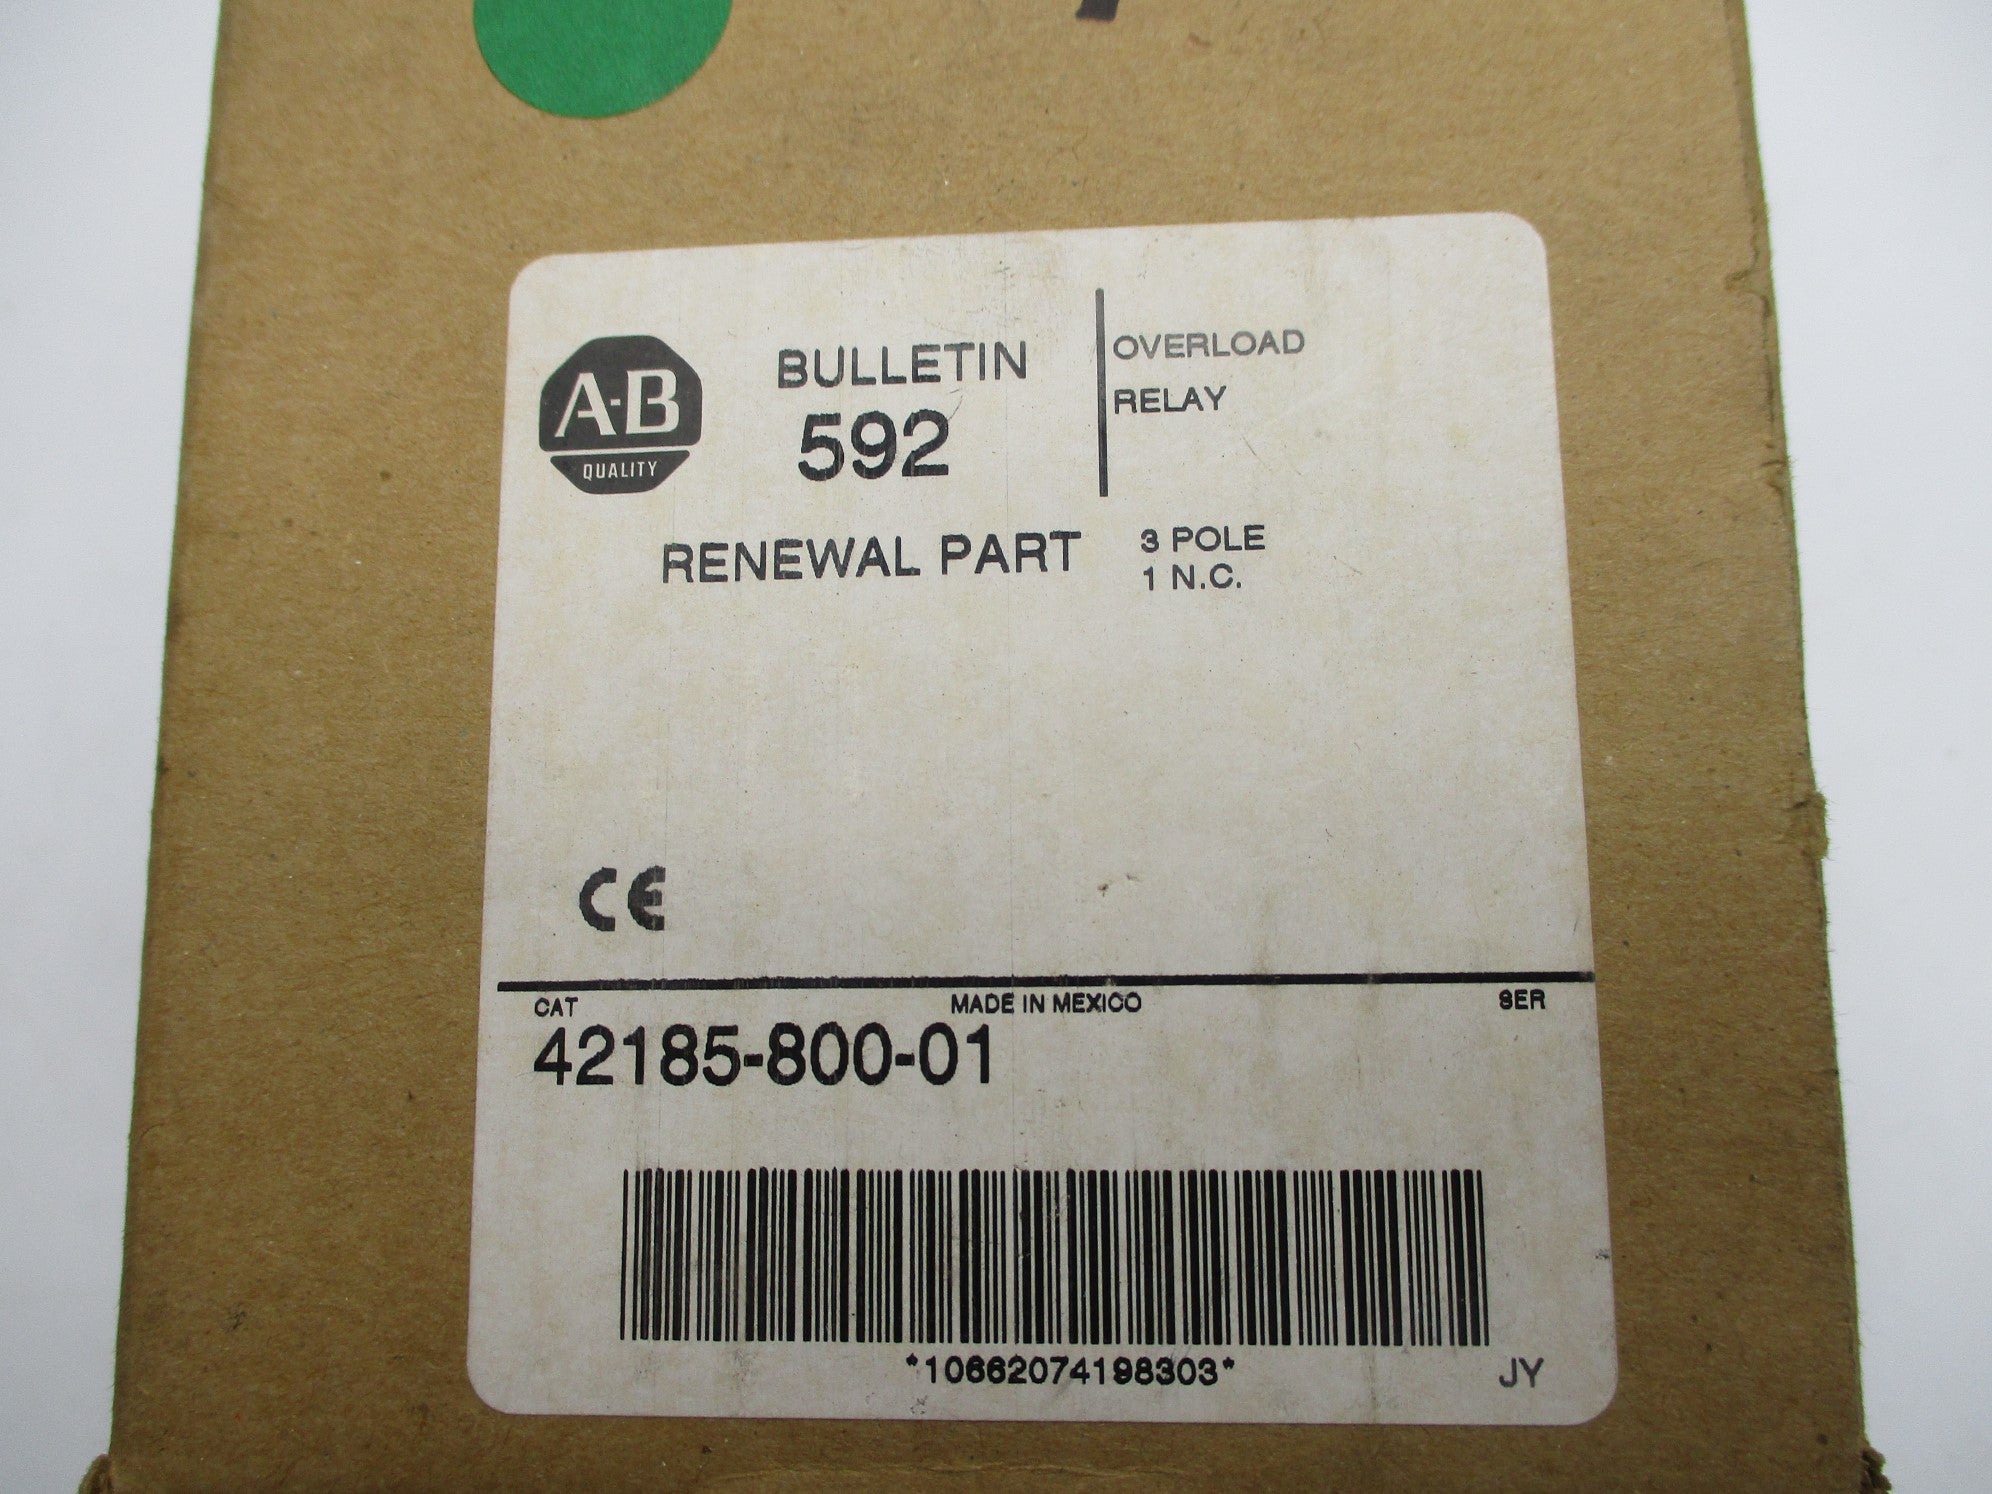 A-B
QUALITY
BULLETIN
592
OVERLOAD
RELAY
RENEWAL PART
3 POLE
1 N.C.
CE
CAT
MADE IN MEXICO
SER
42185-800-01
*10662074198303*
JY